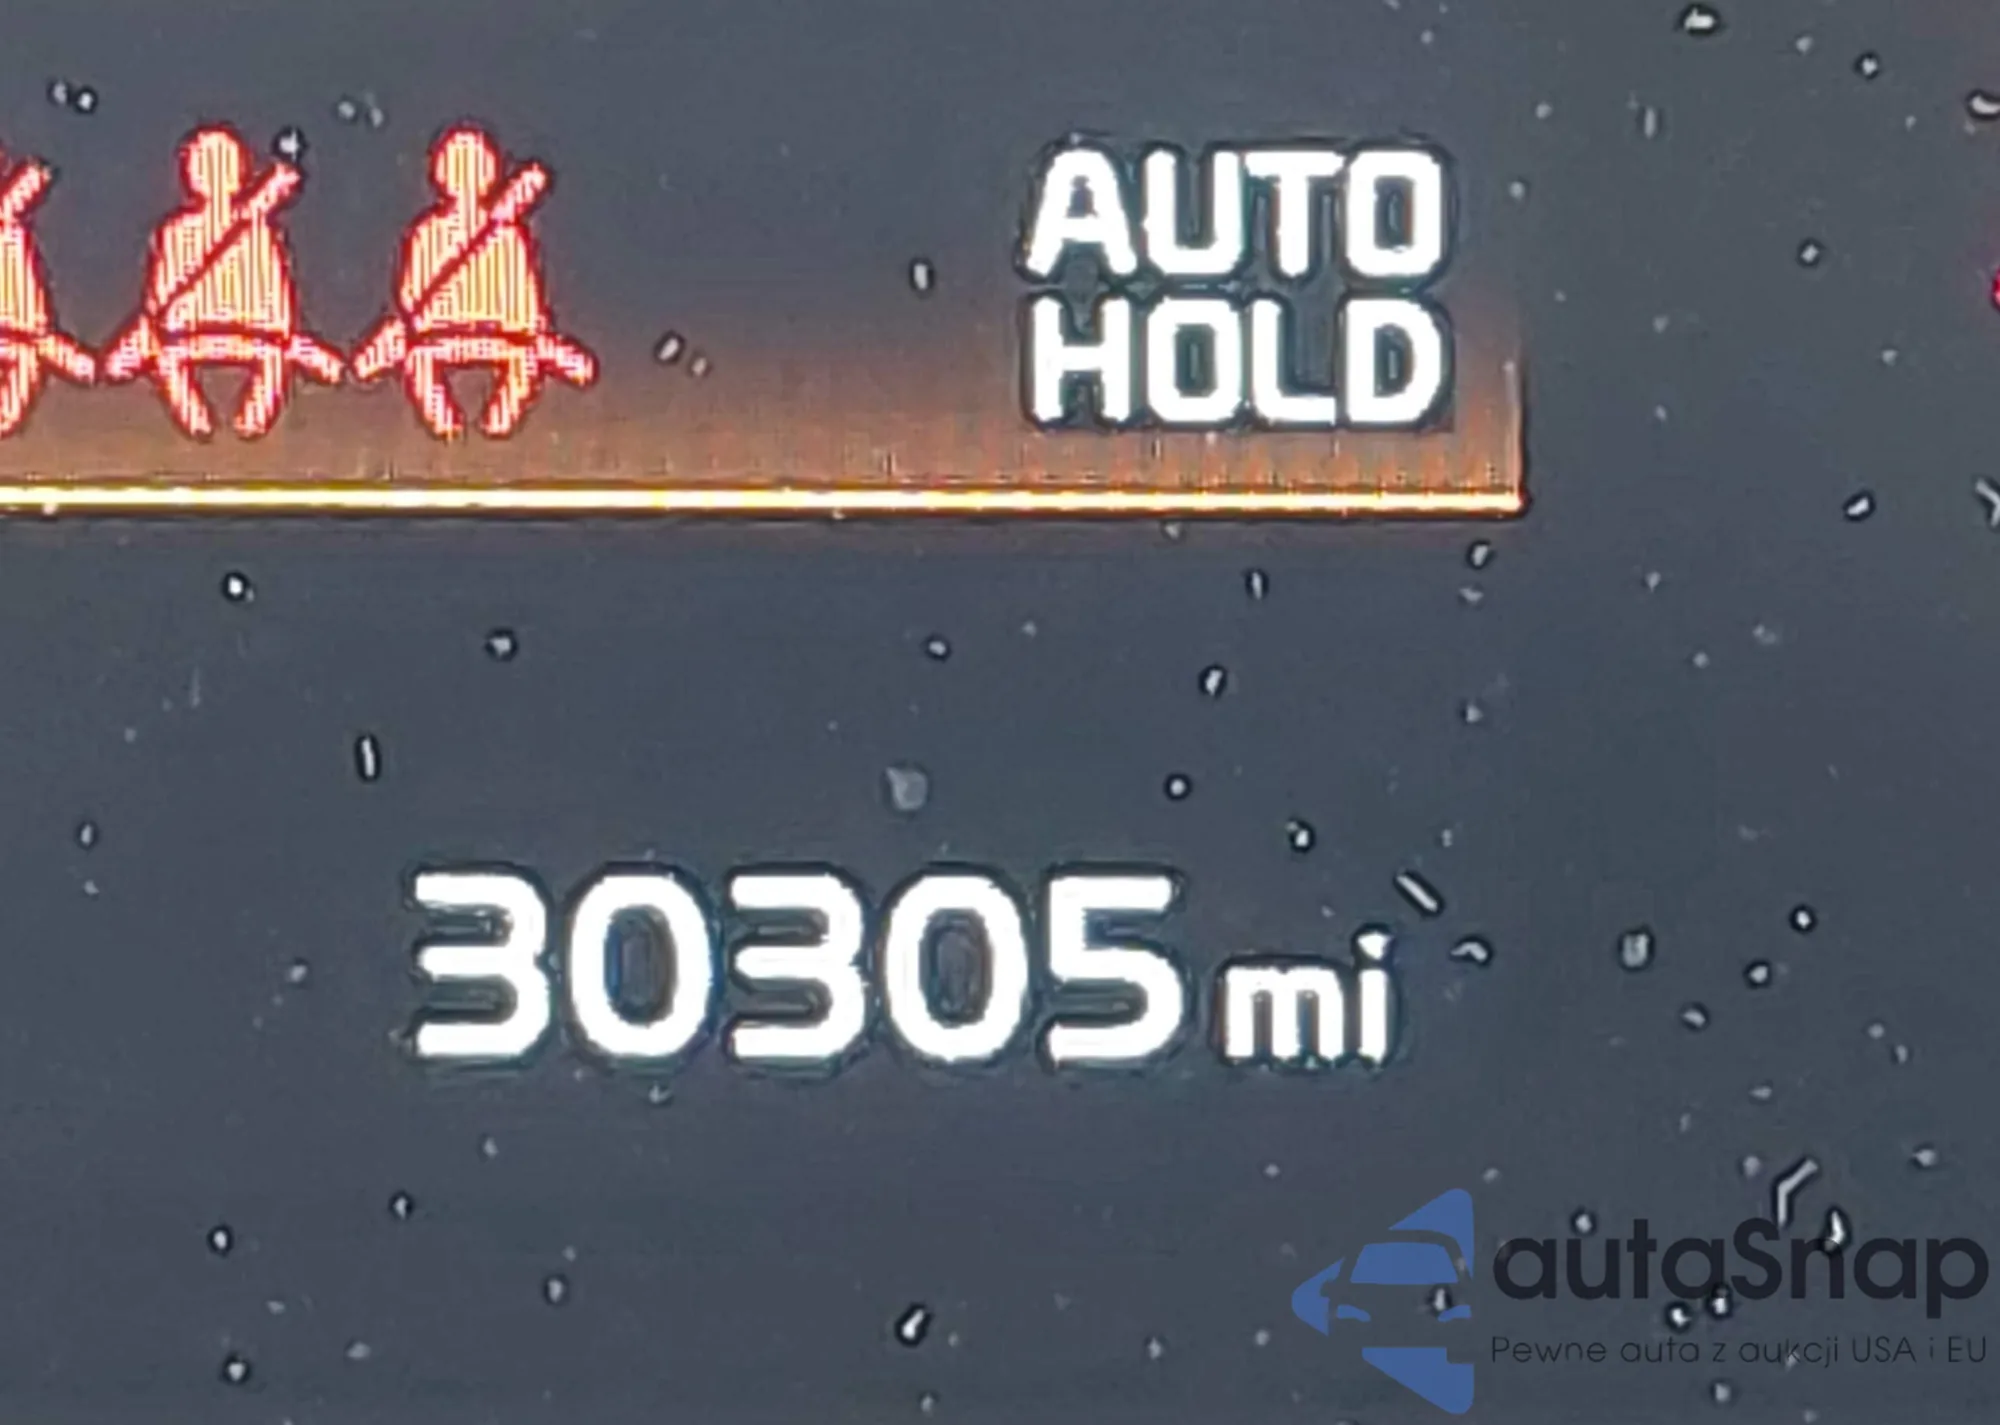 AUTO
HOLD
30305 mi
autaSnap
Pewne auta z aukcji USA i EU